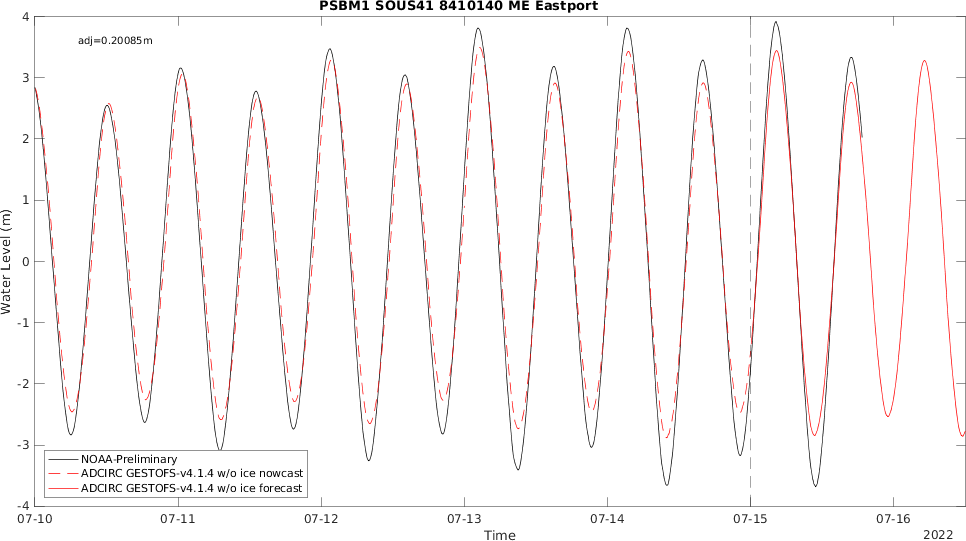 PSBM1 SOUS41 8410140 ME Eastport
adj=0.20085m
4
3
2
1
0
-1
-2
-3
-4
Water Level (m)
NOAA-Preliminary
ADCIRC GESTOFS-v4.1.4 w/o ice nowcast
ADCIRC GESTOFS-v4.1.4 w/o ice forecast
07-10 07-11 07-12 07-13 07-14 07-15 07-16
Time
2022